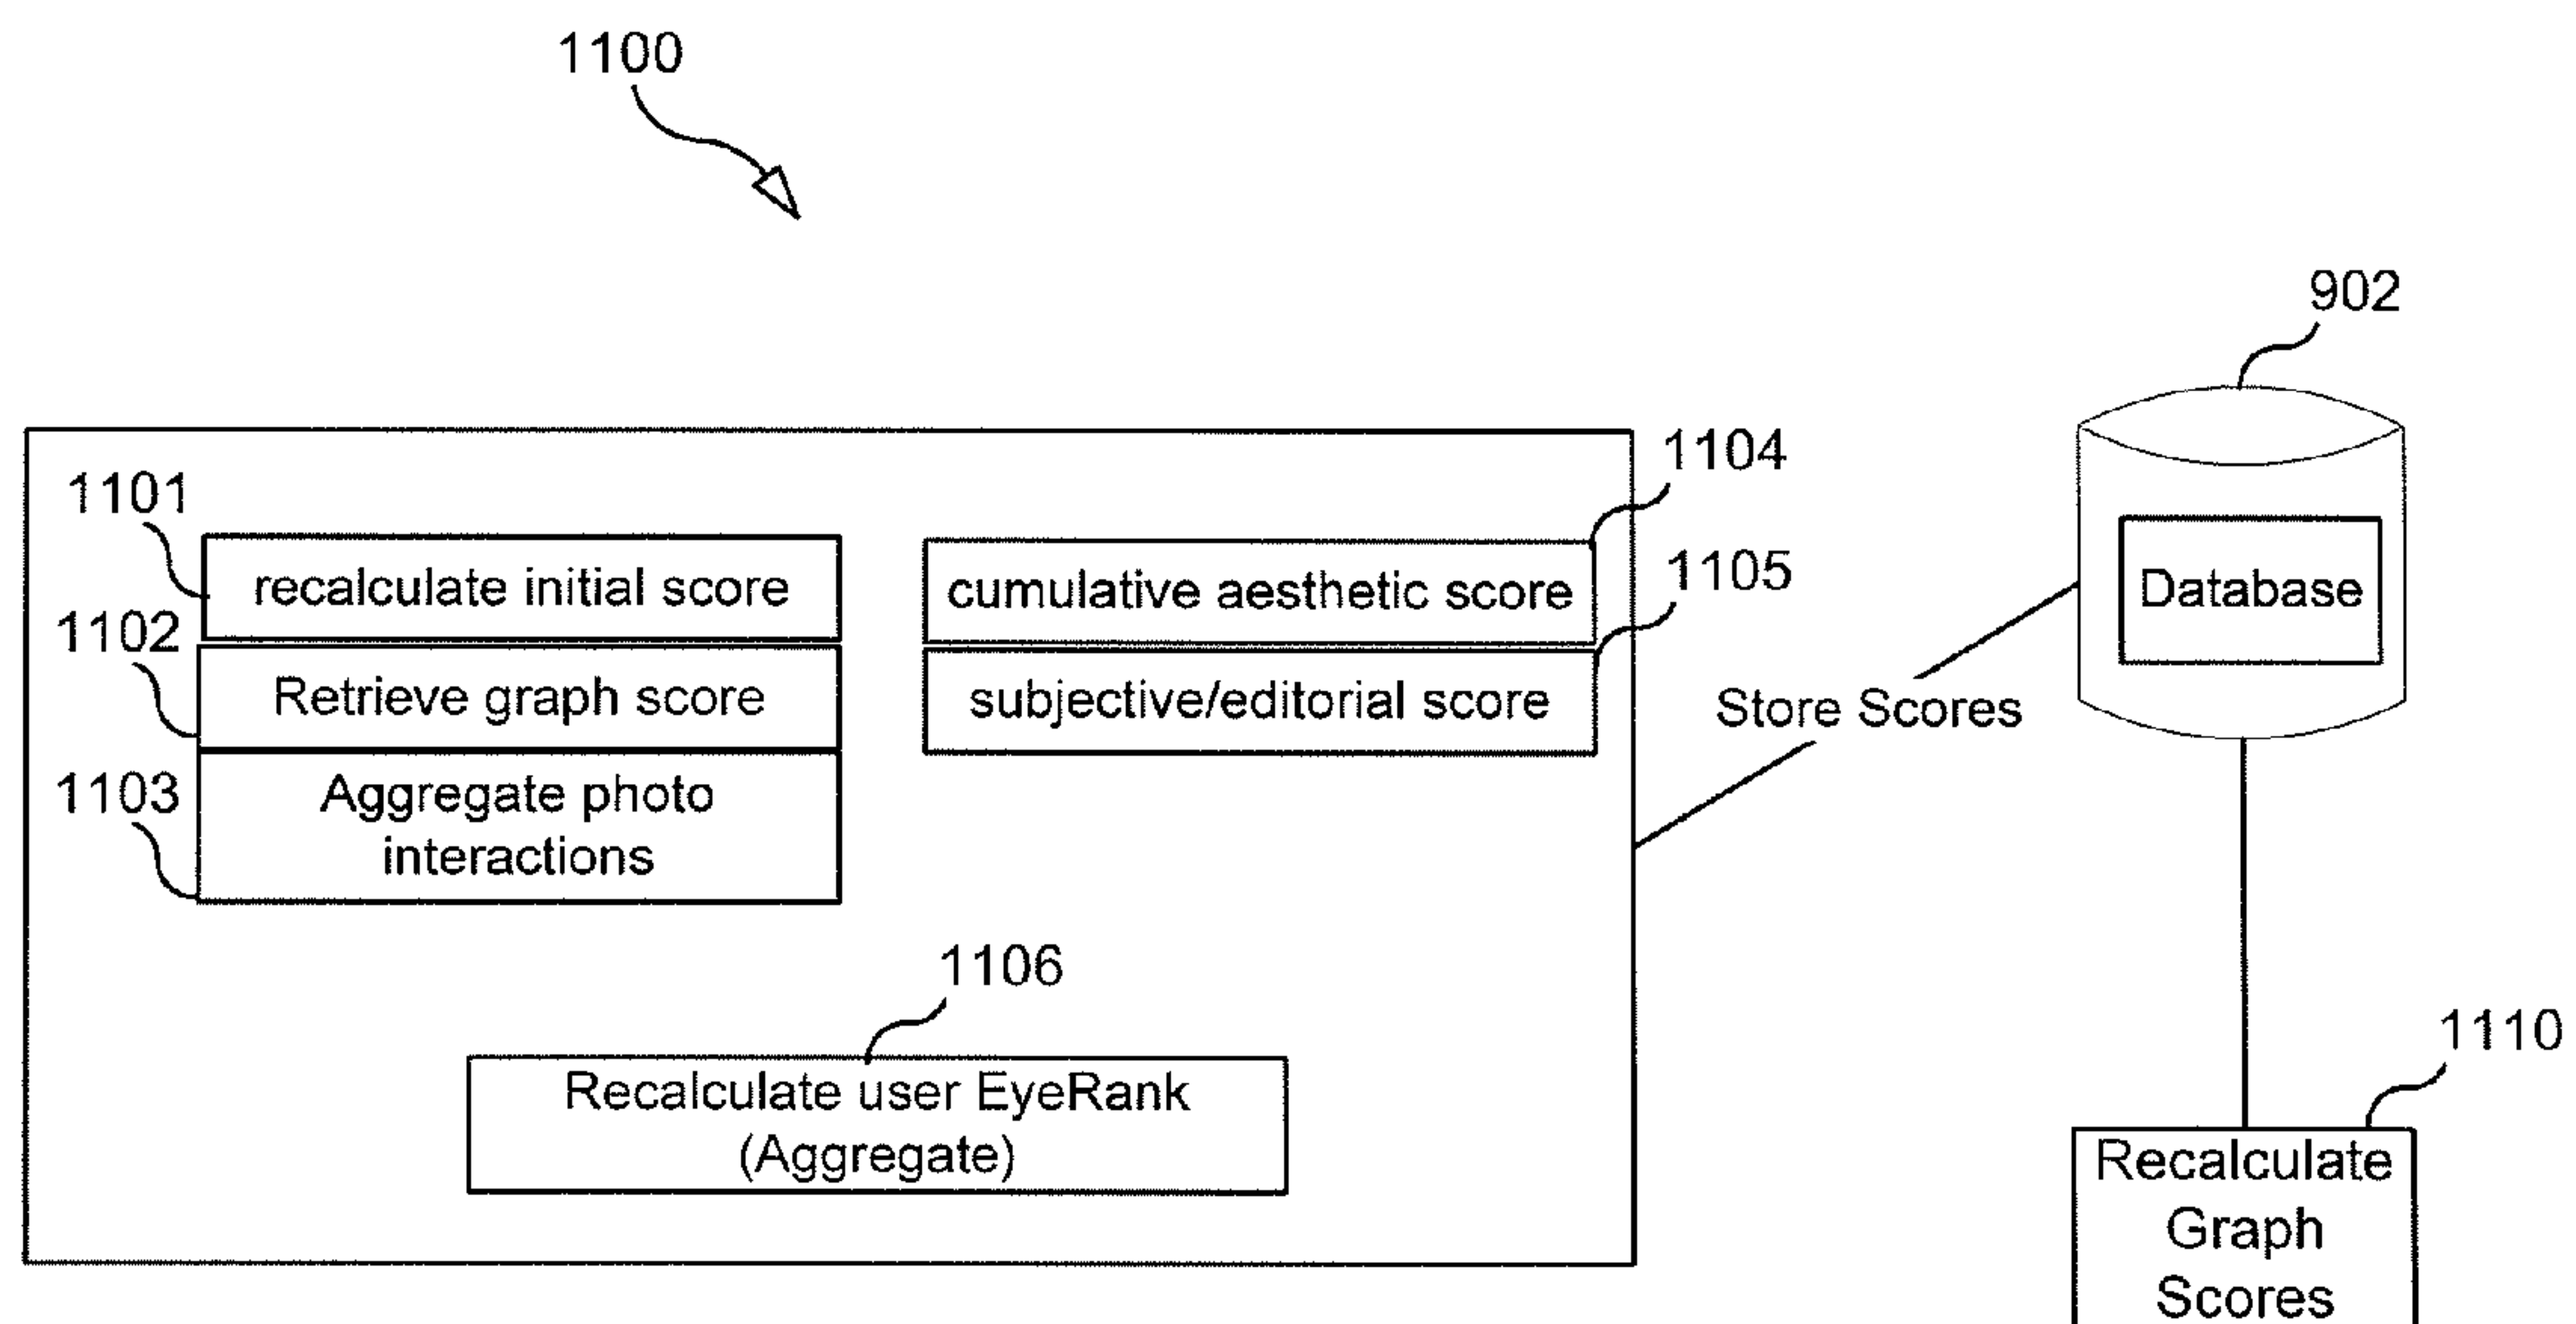 1100
902
1104
1101
recalculate initial score
cumulative aesthetic score
1105
Database
1102
Retrieve graph score
subjective/editorial score
Store Scores
1103
Aggregate photo
interactions
1106
Recalculate user EyeRank
(Aggregate)
1110
Recalculate
Graph
Scores